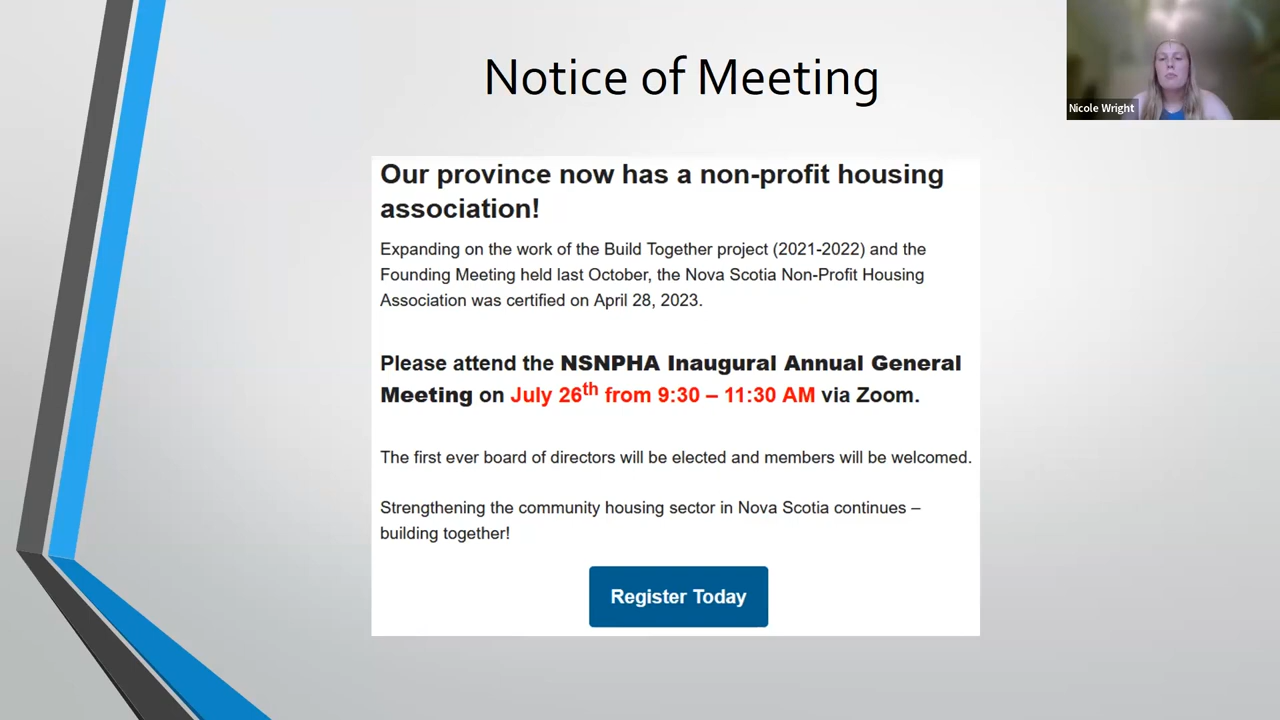 Notice of Meeting
Nicole Wright
Our province now has a non-profit housing
association!
Expanding on the work of the Build Together project (2021-2022) and the
Founding Meeting held last October, the Nova Scotia Non-Profit Housing
Association was certified on April 28, 2023.
Please attend the NSNPHA Inaugural Annual General
Meeting on July 26th from 9:30 – 11:30 AM via Zoom.
The first ever board of directors will be elected and members will be welcomed.
Strengthening the community housing sector in Nova Scotia continues –
building together!
Register Today